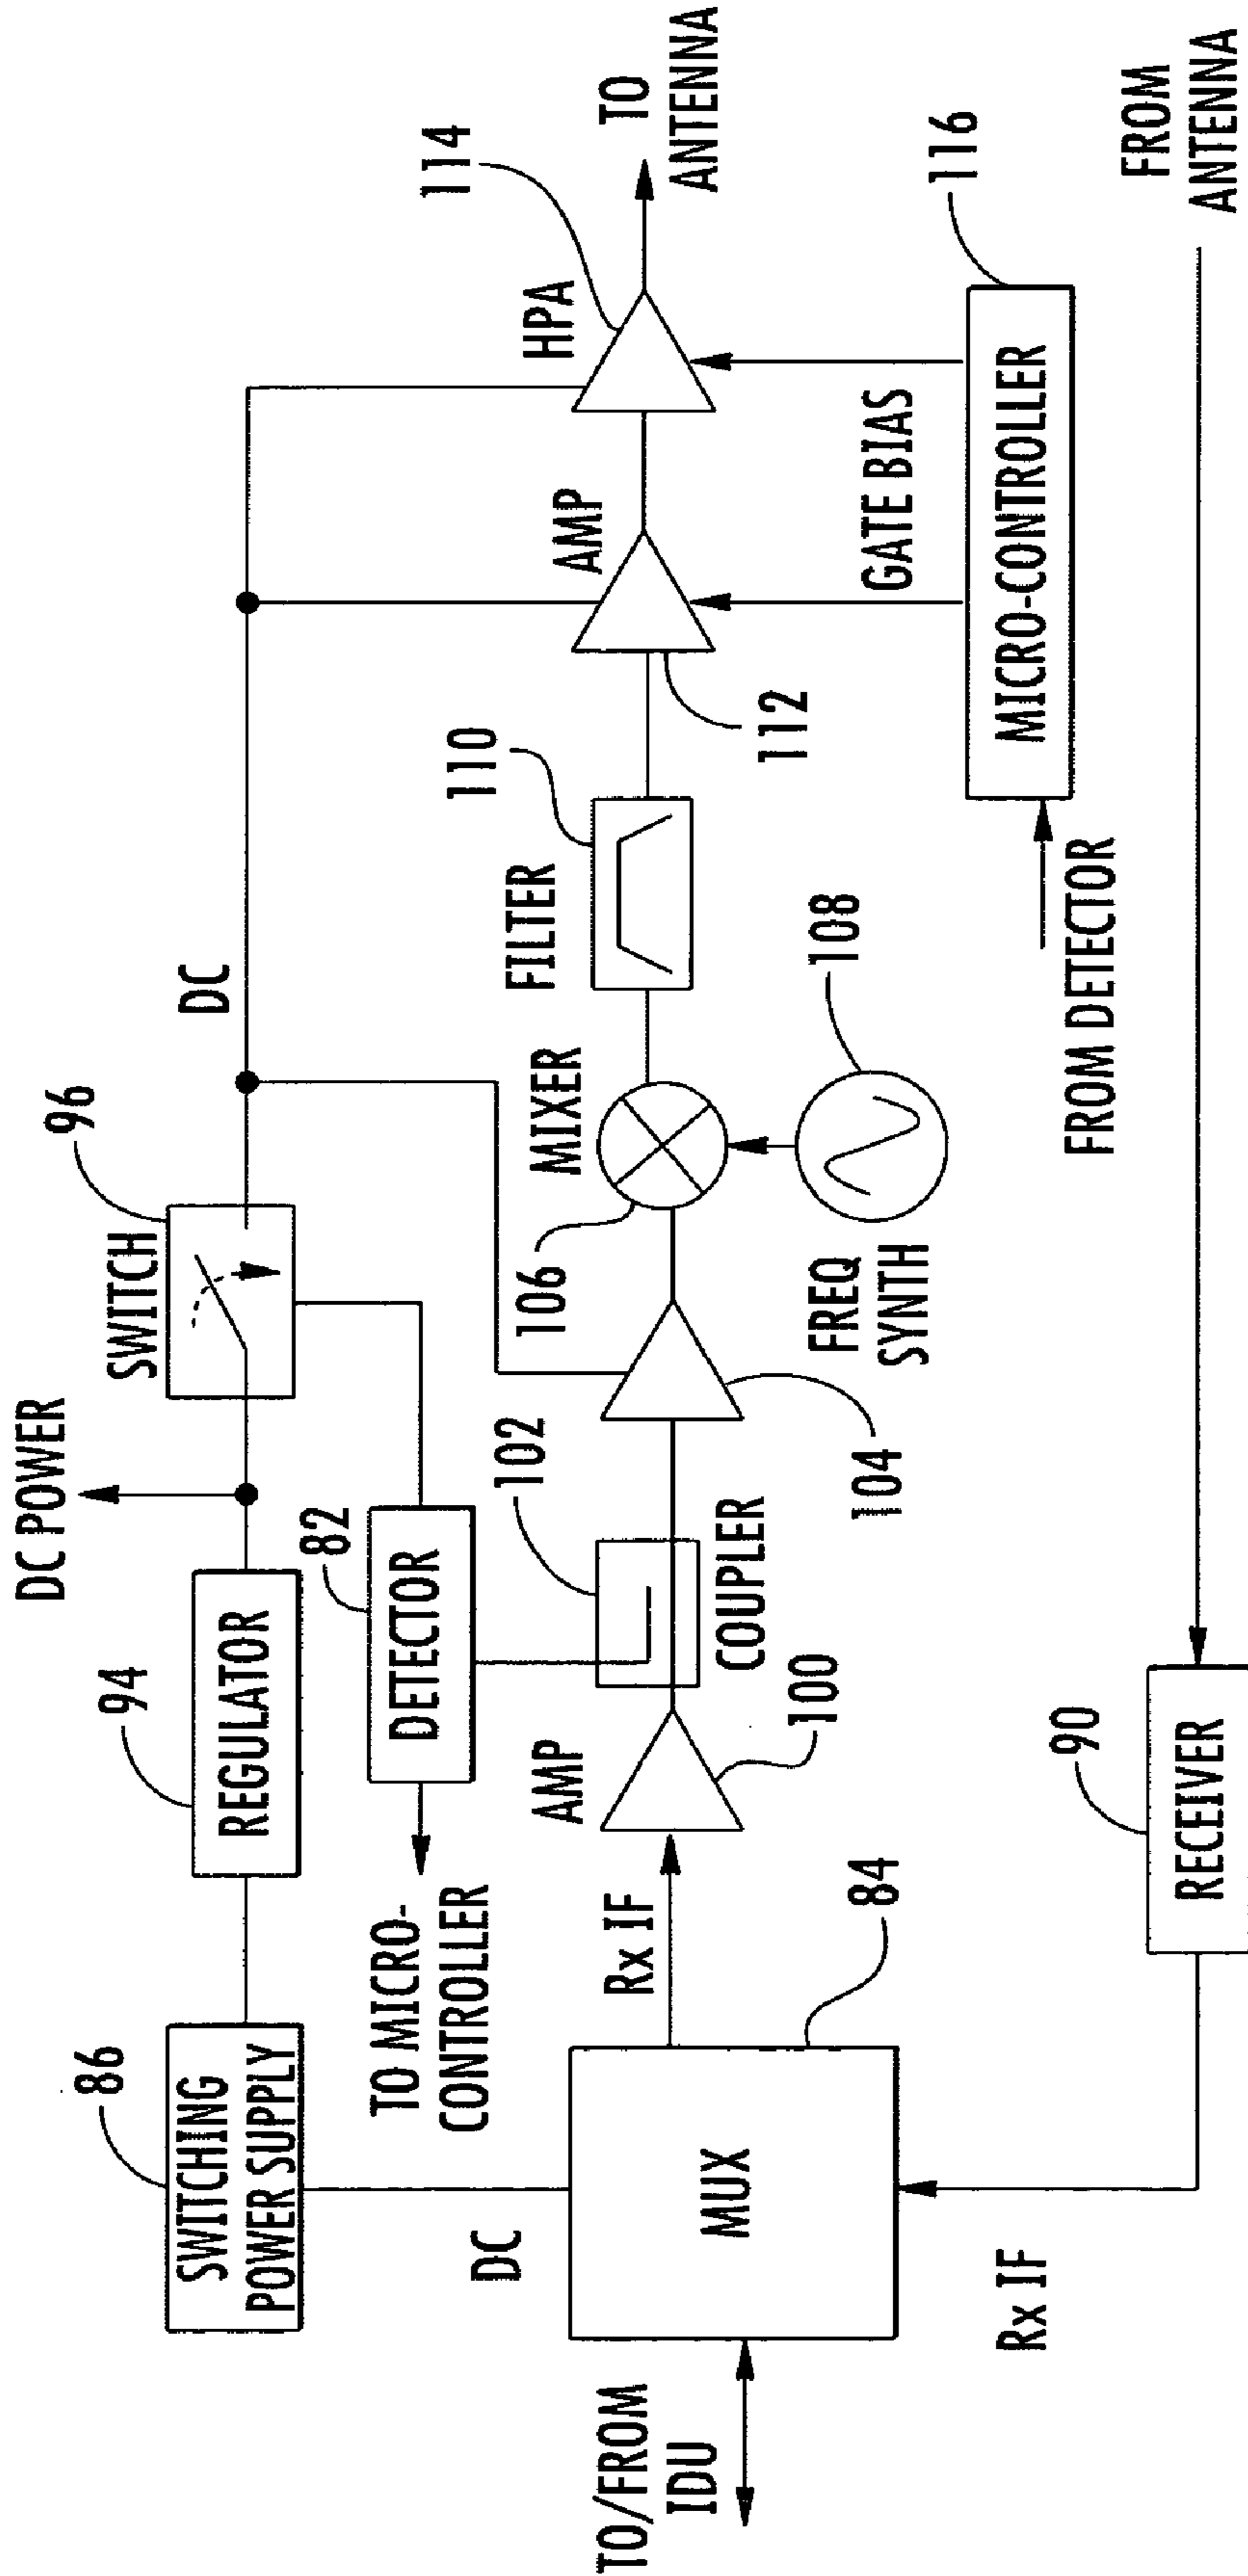 DC POWER
86
SWITCHING
POWER SUPPLY
94
REGULATOR
SWITCH
96
DC
82
DETECTOR
TO MICRO-
CONTROLLER
DC
TO/FROM
IDU
MUX
84
Rx IF
AMP
100
102
COUPLER
104
106
MIXER
FREQ
SYNTH
108
FILTER
110
AMP
112
HPA
114
TO
ANTENNA
GATE BIAS
MICRO-CONTROLLER
116
FROM DETECTOR
Rx IF
90
RECEIVER
FROM
ANTENNA